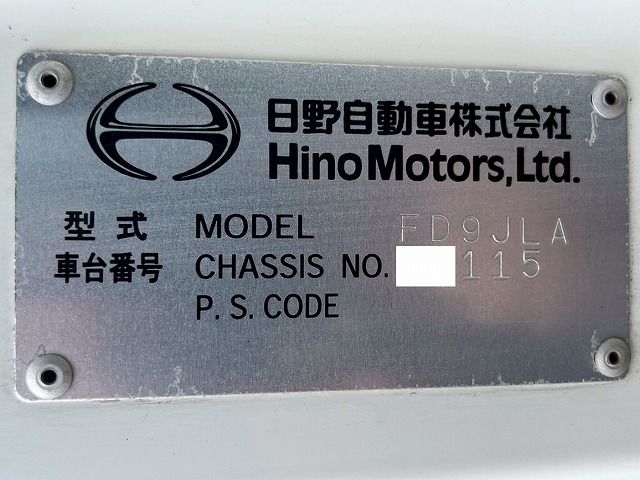 日野自動車株式会社
Hino Motors, Ltd.
型式 MODEL FD9JLA
車台番号 CHASSIS NO. 115
P. S. CODE